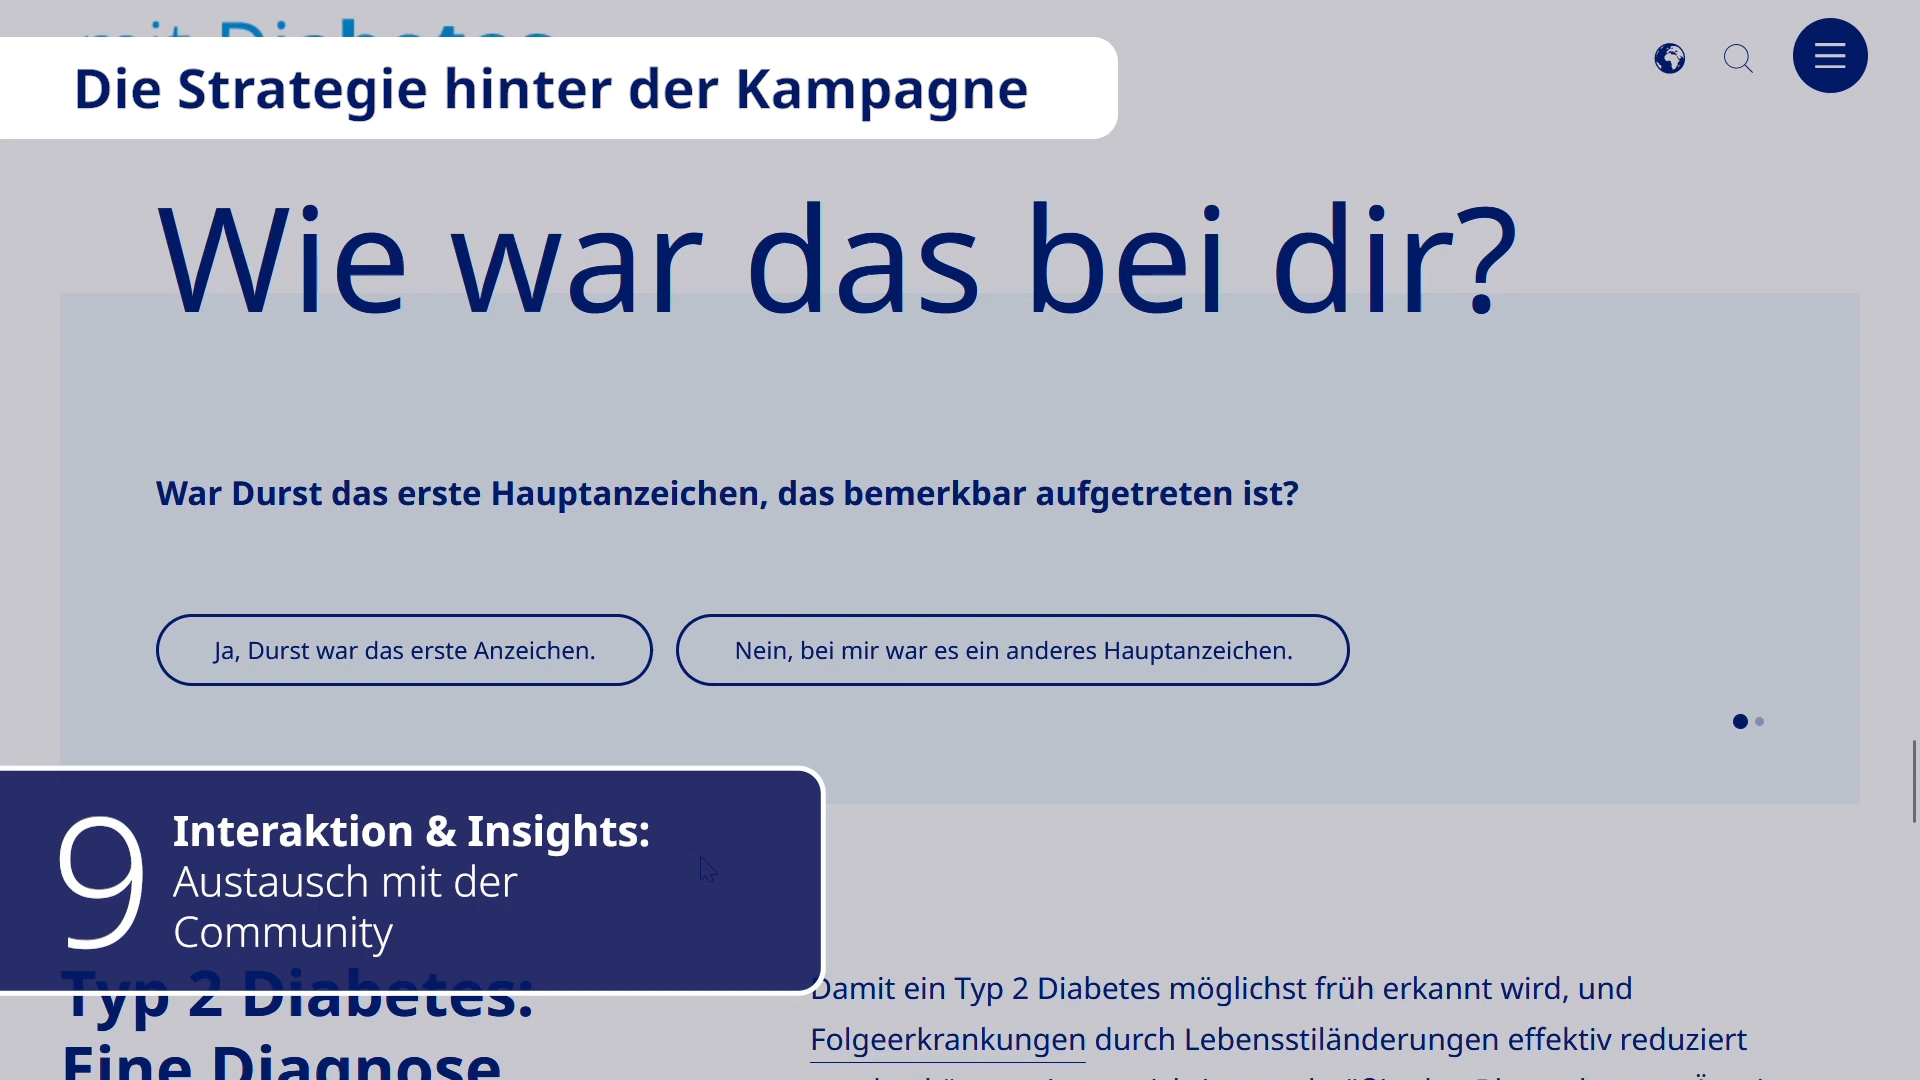 mit Diabetes
Die Strategie hinter der Kampagne
Wie war das bei dir?
War Durst das erste Hauptanzeichen, das bemerkbar aufgetreten ist?
Ja, Durst war das erste Anzeichen.
Nein, bei mir war es ein anderes Hauptanzeichen.
9
Interaktion & Insights:
Austausch mit der
Community
Typ 2 Diabetes:
Eine Diagnose
Damit ein Typ 2 Diabetes möglichst früh erkannt wird, und
Folgeerkrankungen durch Lebensstiländerungen effektiv reduziert